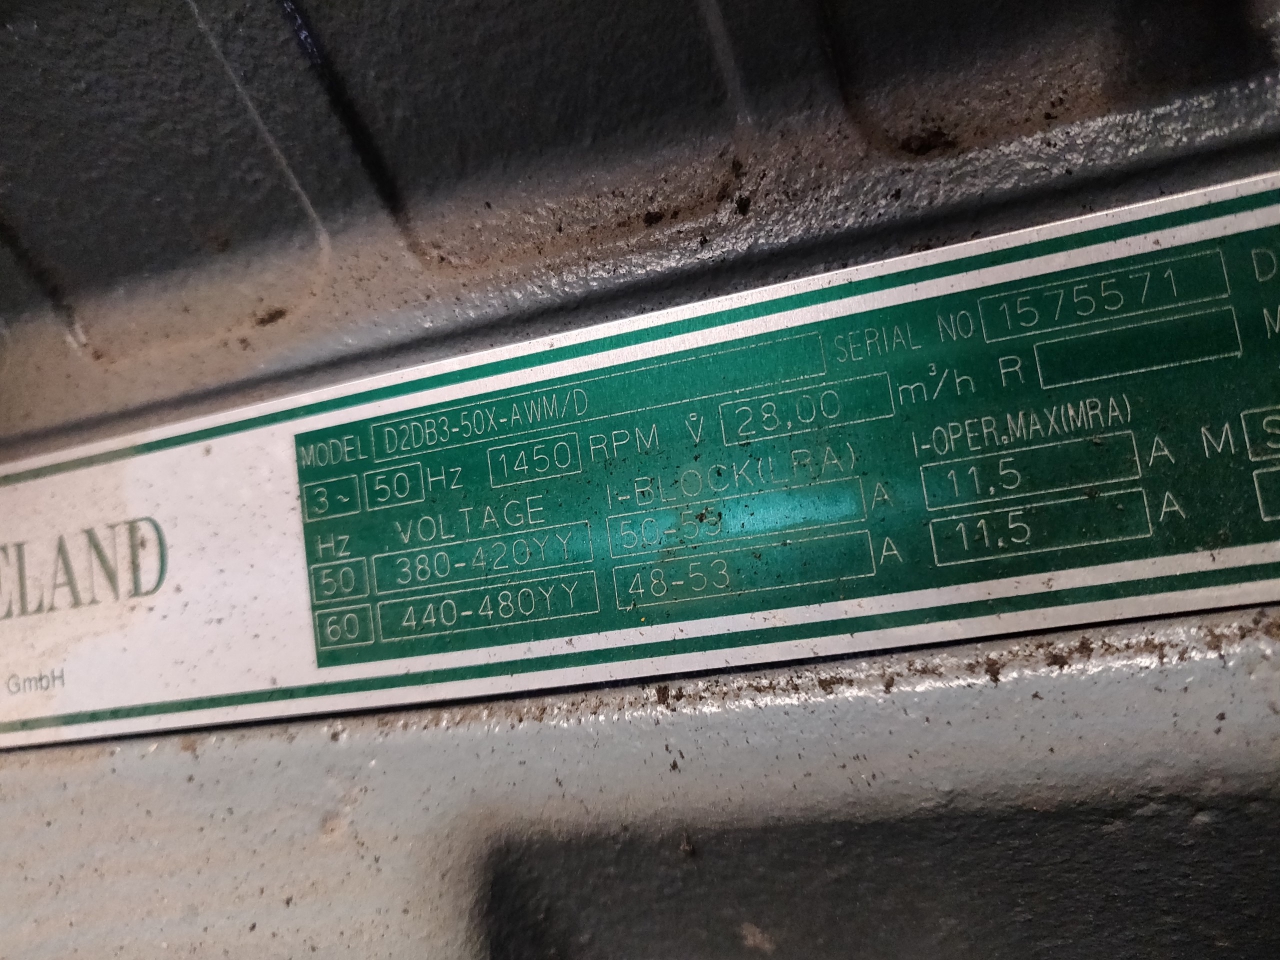 ELAND
GmbH
MODEL D2DB3-50X-AWM/D SERIAL NO 1575571 D
3~ 50 Hz 1450 RPM V̊ 28,00 m³/h R M
Hz VOLTAGE I-BLOCK(LRA) I-OPER.MAX(MRA)
50 380-420YY A 11,5 A M S
60 440-480YY 48-53 A 11,5 A